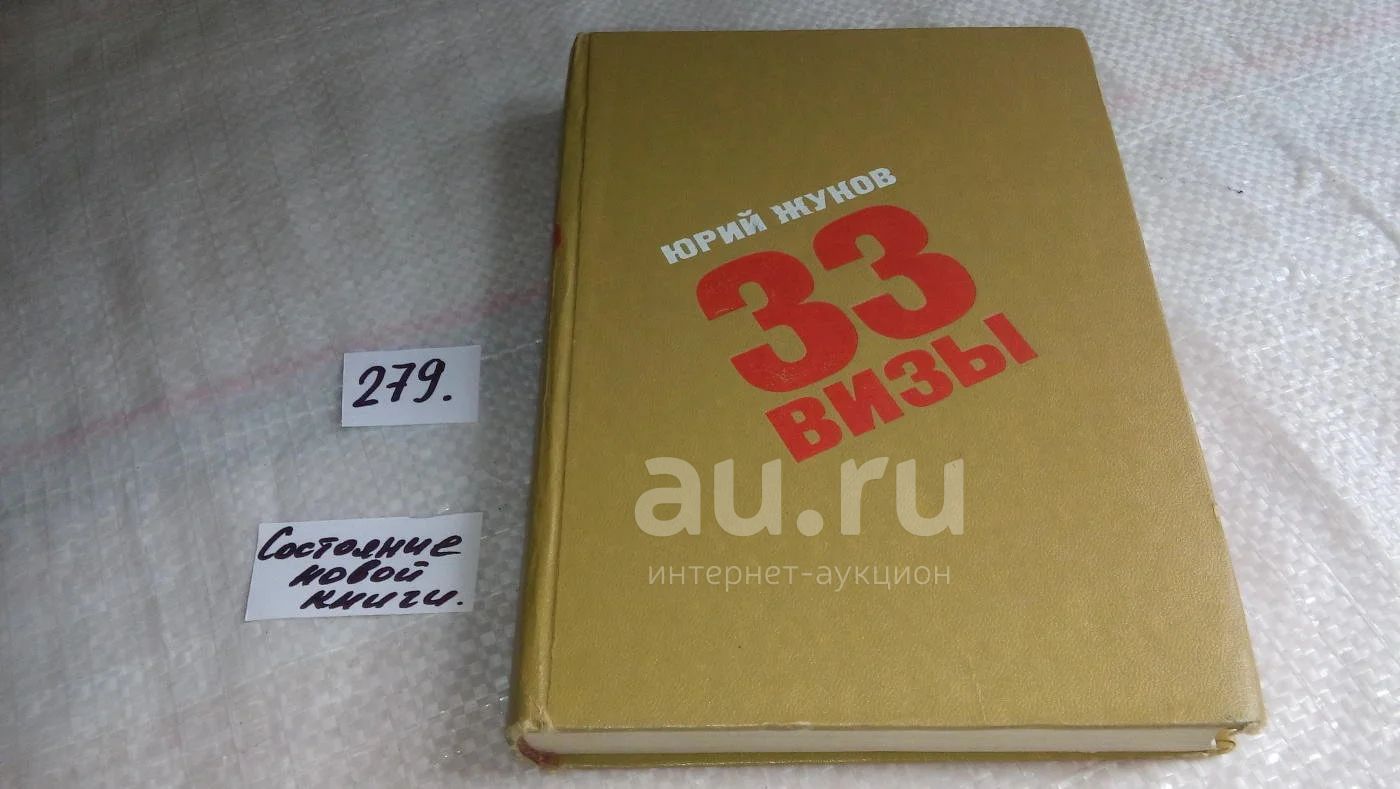 ЮРИЙ ЖУКОВ
33
ВИЗЫ
279.
Состояние
новой
книги.
au.ru
интернет-аукцион